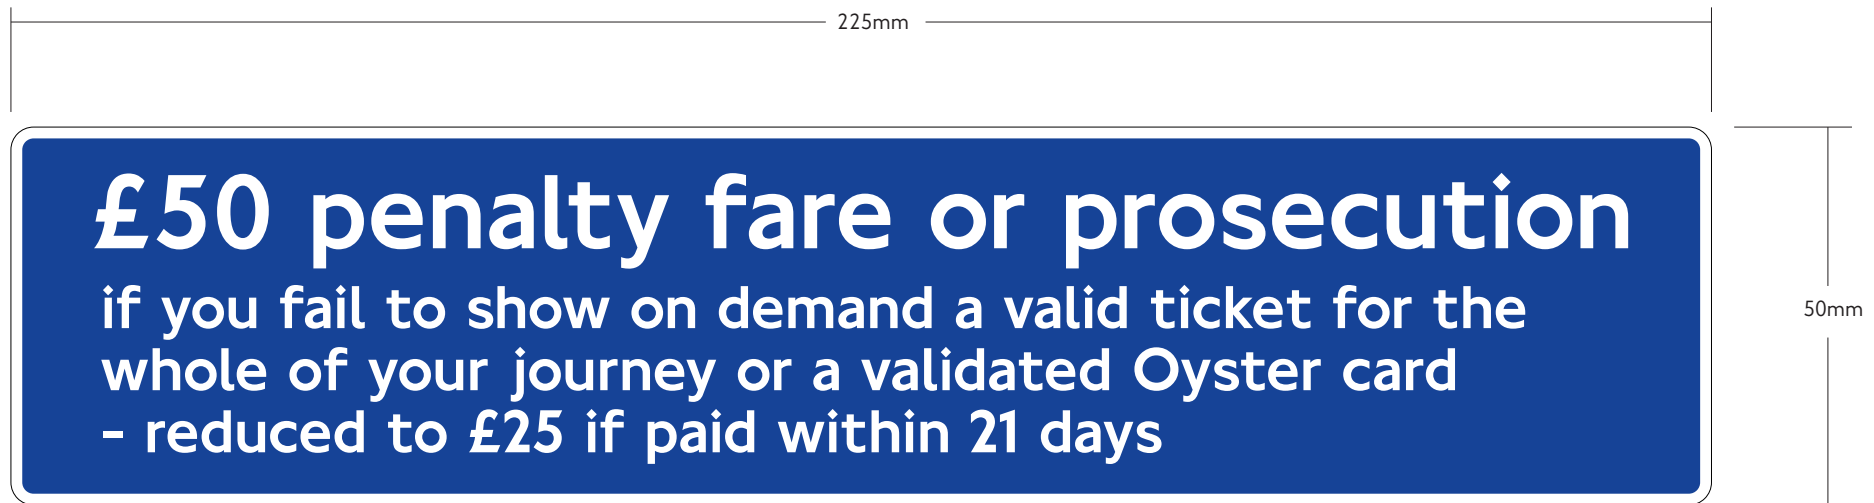 225mm
£50 penalty fare or prosecution
if you fail to show on demand a valid ticket for the
50mm
whole of your journey or a validated Oyster card
- reduced to £25 if paid within 21 days